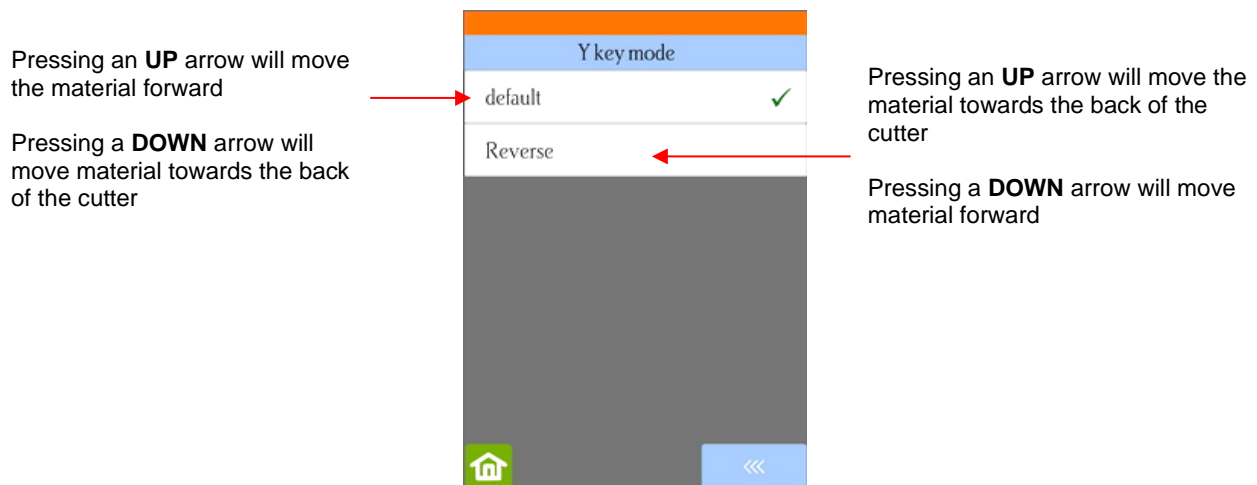 Pressing an UP arrow will move
the material forward
Pressing a DOWN arrow will
move material towards the back
of the cutter
Y key mode
default
Reverse
Pressing an UP arrow will move the
material towards the back of the
cutter
Pressing a DOWN arrow will move
material forward